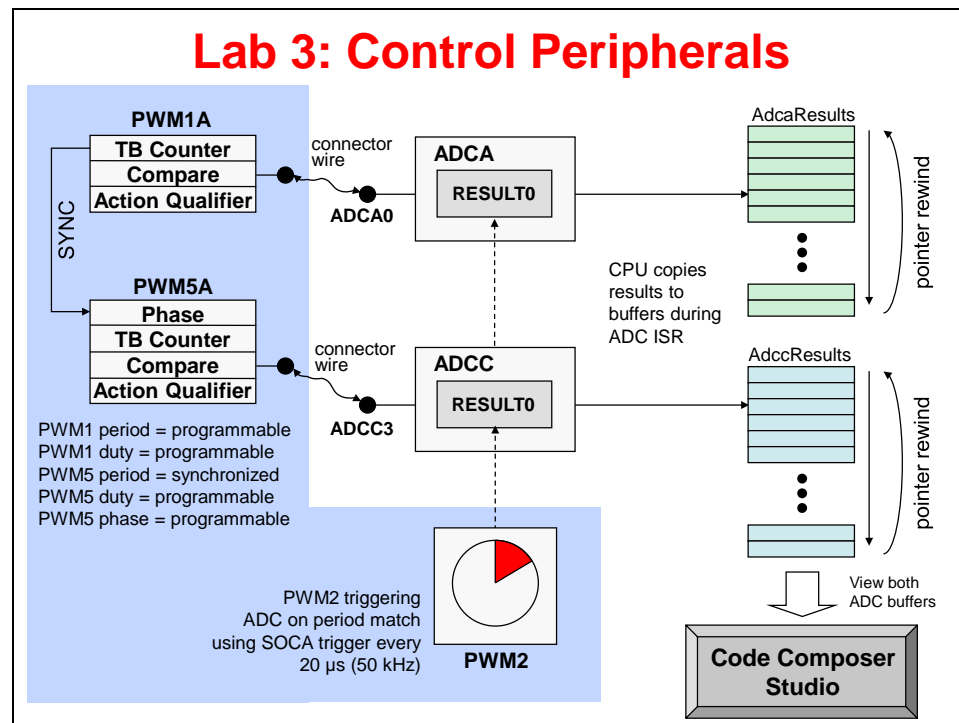 Lab 3: Control Peripherals
PWM1A
TB Counter
Compare
Action Qualifier
SYNC
connector
wire
ADCA0
ADCA
RESULT0
AdcaResults
pointer rewind
CPU copies
results to
buffers during
ADC ISR
PWM5A
Phase
TB Counter
Compare
Action Qualifier
connector
wire
ADCC3
ADCC
RESULT0
AdccResults
pointer rewind
PWM1 period = programmable
PWM1 duty = programmable
PWM5 period = synchronized
PWM5 duty = programmable
PWM5 phase = programmable
PWM2 triggering
ADC on period match
using SOCA trigger every
20 µs (50 kHz)
PWM2
View both
ADC buffers
Code Composer
Studio